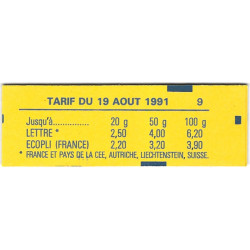 TARIF DU 19 AOUT 1991 9
Jusqu'à.............. 20 g 50 g 100 g
LETTRE * 2,50 4,00 6,20
ECOPLI (FRANCE) 2,20 3,20 3,90
* FRANCE ET PAYS DE LA CEE, AUTRICHE, LIECHTENSTEIN, SUISSE.